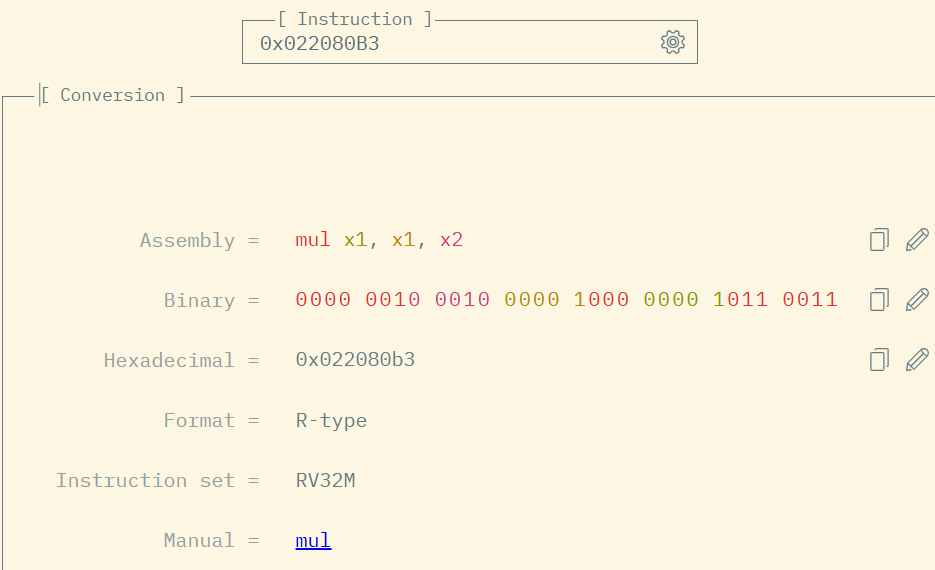 [ Instruction ]
0x022080B3
[ Conversion ]
Assembly = mul x1, x1, x2
Binary = 0000 0010 0010 0000 1000 0000 1011 0011
Hexadecimal = 0x022080b3
Format = R-type
Instruction set = RV32M
Manual = mul